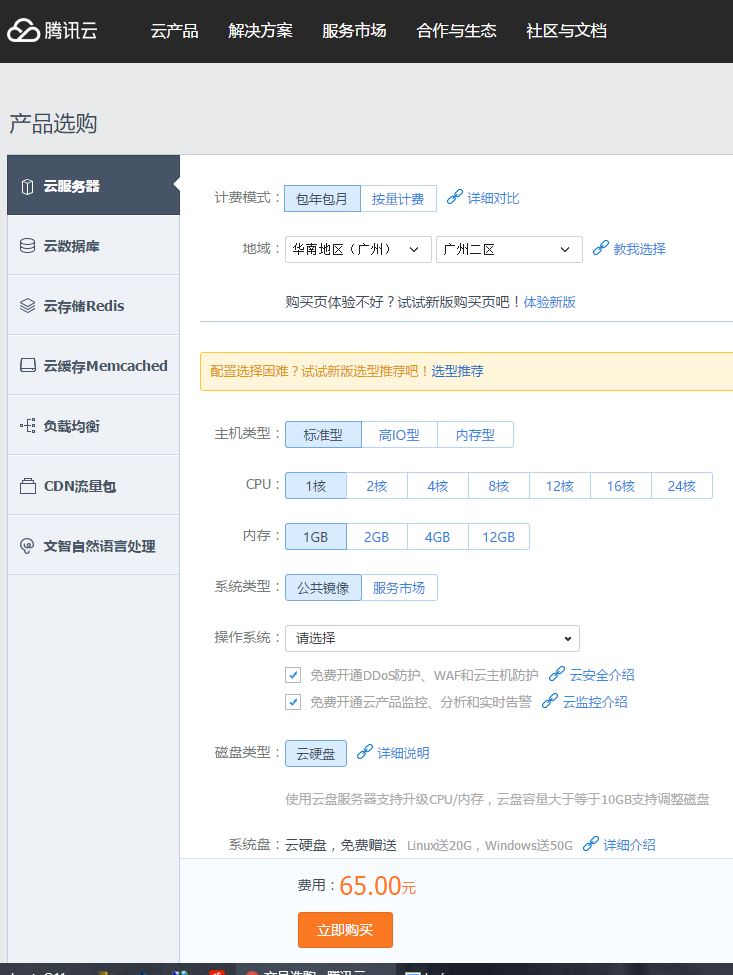 腾讯云 云产品 解决方案 服务市场 合作与生态 社区与文档
产品选购
云服务器
云数据库
云存储Redis
云缓存Memcached
负载均衡
CDN流量包
文智自然语言处理
计费模式： 包年包月 按量计费 详细对比
地域： 华南地区（广州） 广州二区 教我选择
购买页体验不好？试试新版购买页吧！体验新版
配置选择困难？试试新版选型推荐吧！选型推荐
主机类型： 标准型 高IO型 内存型
CPU： 1核 2核 4核 8核 12核 16核 24核
内存： 1GB 2GB 4GB 12GB
系统类型： 公共镜像 服务市场
操作系统： 请选择
免费开通DDoS防护、WAF和云主机防护 云安全介绍
免费开通云产品监控、分析和实时告警 云监控介绍
磁盘类型： 云硬盘 详细说明
使用云盘服务器支持升级CPU/内存，云盘容量大于等于10GB支持调整磁盘
系统盘： 云硬盘，免费赠送 Linux送20G，Windows送50G 详细介绍
费用：65.00元
立即购买